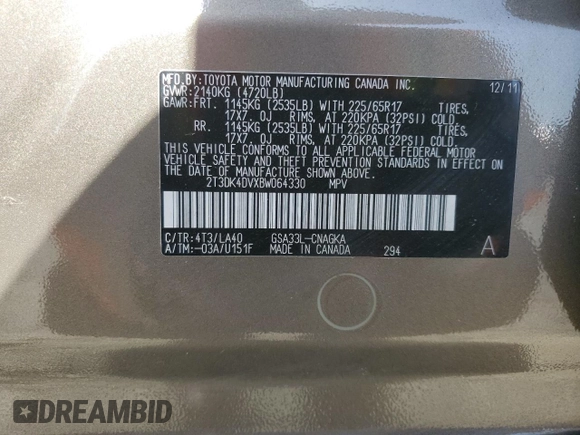 MFD.BY:TOYOTA MOTOR MANUFACTURING CANADA INC.
GVWR:2140KG (4720LB) 12/11
GAWR:FRT. 1145KG (2535LB) WITH 225/65R17 TIRES,
17X7.0J RIMS, AT 220KPA (32PSI) COLD.
RR. 1145KG (2535LB) WITH 225/65R17 TIRES,
17X7.0J RIMS, AT 220KPA (32PSI) COLD.
THIS VEHICLE CONFORMS TO ALL APPLICABLE FEDERAL MOTOR
VEHICLE SAFETY AND THEFT PREVENTION STANDARDS IN EFFECT ON
THE DATE OF MANUFACTURE SHOWN ABOVE.
2T3DK4DVXBW064330 MPV
C/TR:4T3/LA40 GSA33L-CNAGKA
A/TM:-03A/U151F MADE IN CANADA 294 A
DREAMBID